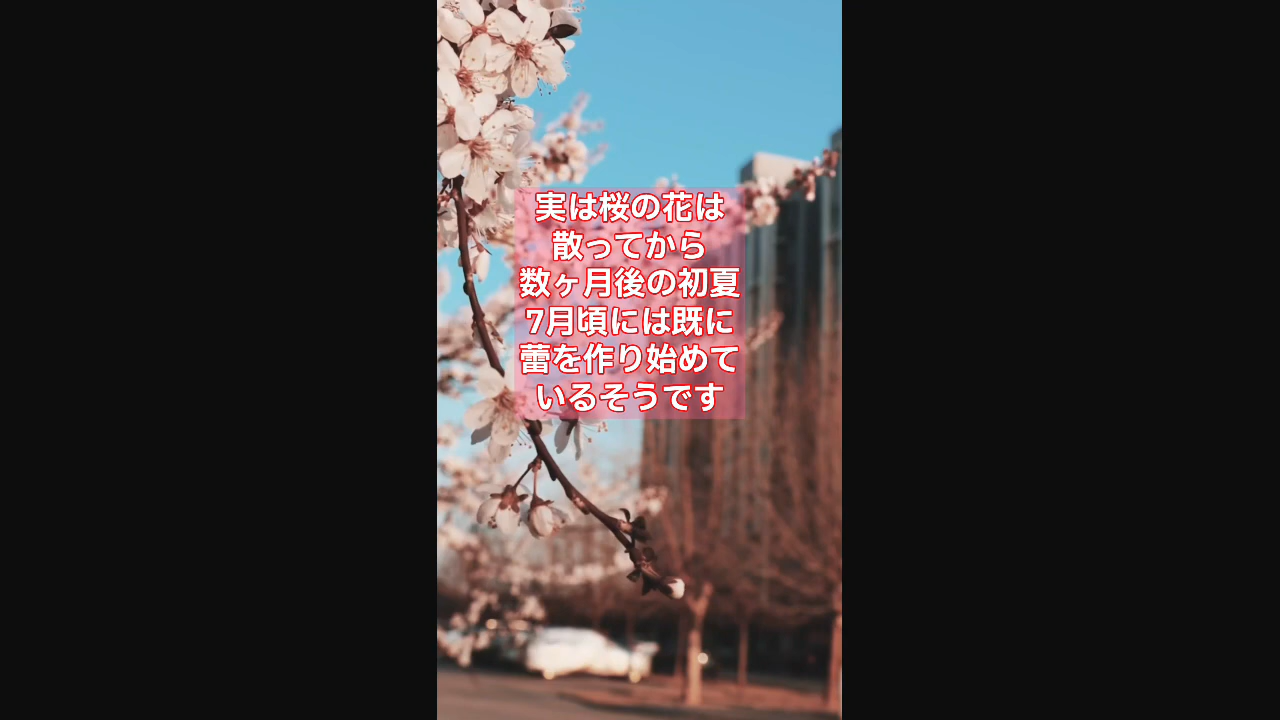 実は桜の花は
散ってから
数ヶ月後の初夏
7月頃には既に
蕾を作り始めて
いるそうです